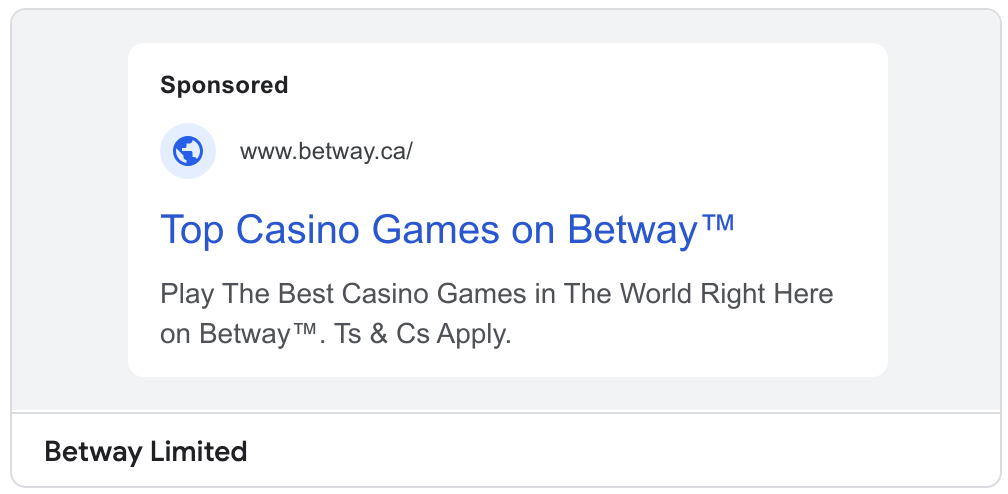 Sponsored
www.betway.ca/
Top Casino Games on Betway™
Play The Best Casino Games in The World Right Here
on Betway™. Ts & Cs Apply.
Betway Limited